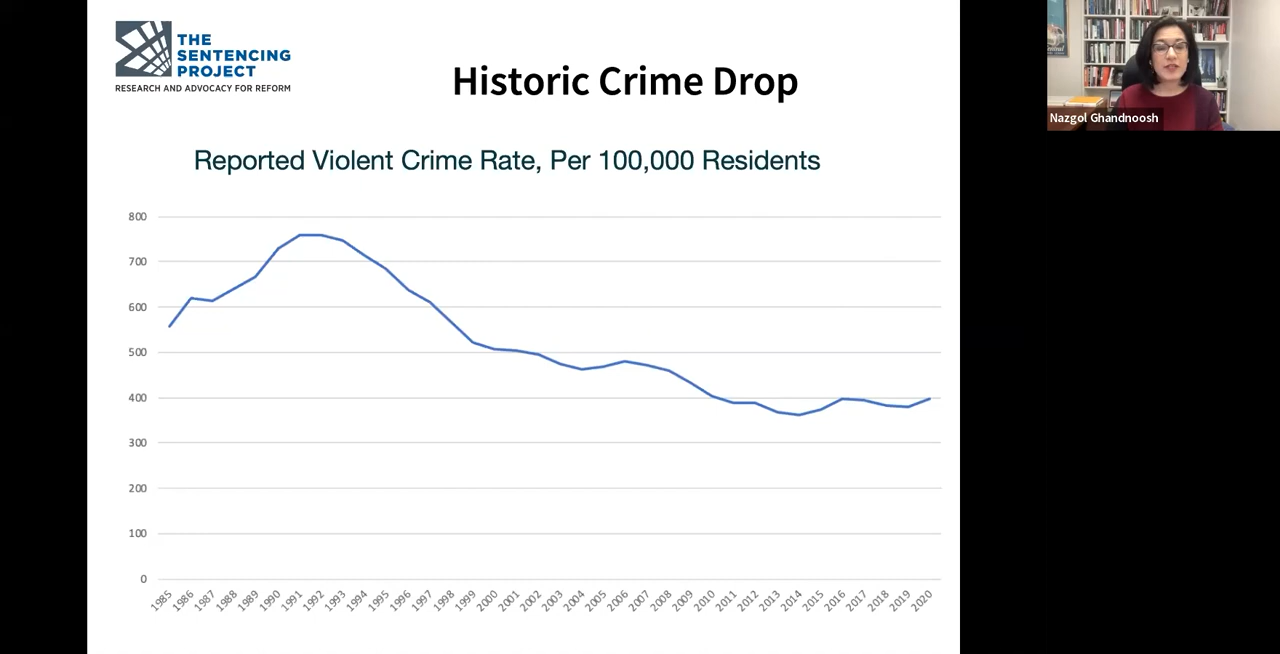 THE
SENTENCING
PROJECT
RESEARCH AND ADVOCACY FOR REFORM
Historic Crime Drop
Nazgol Ghandnoosh
Reported Violent Crime Rate, Per 100,000 Residents
800
700
600
500
400
300
200
100
0
1985 1986 1987 1988 1989 1990 1991 1992 1993 1994 1995 1996 1997 1998 1999 2000 2001 2002 2003 2004 2005 2006 2007 2008 2009 2010 2011 2012 2013 2014 2015 2016 2017 2018 2019 2020